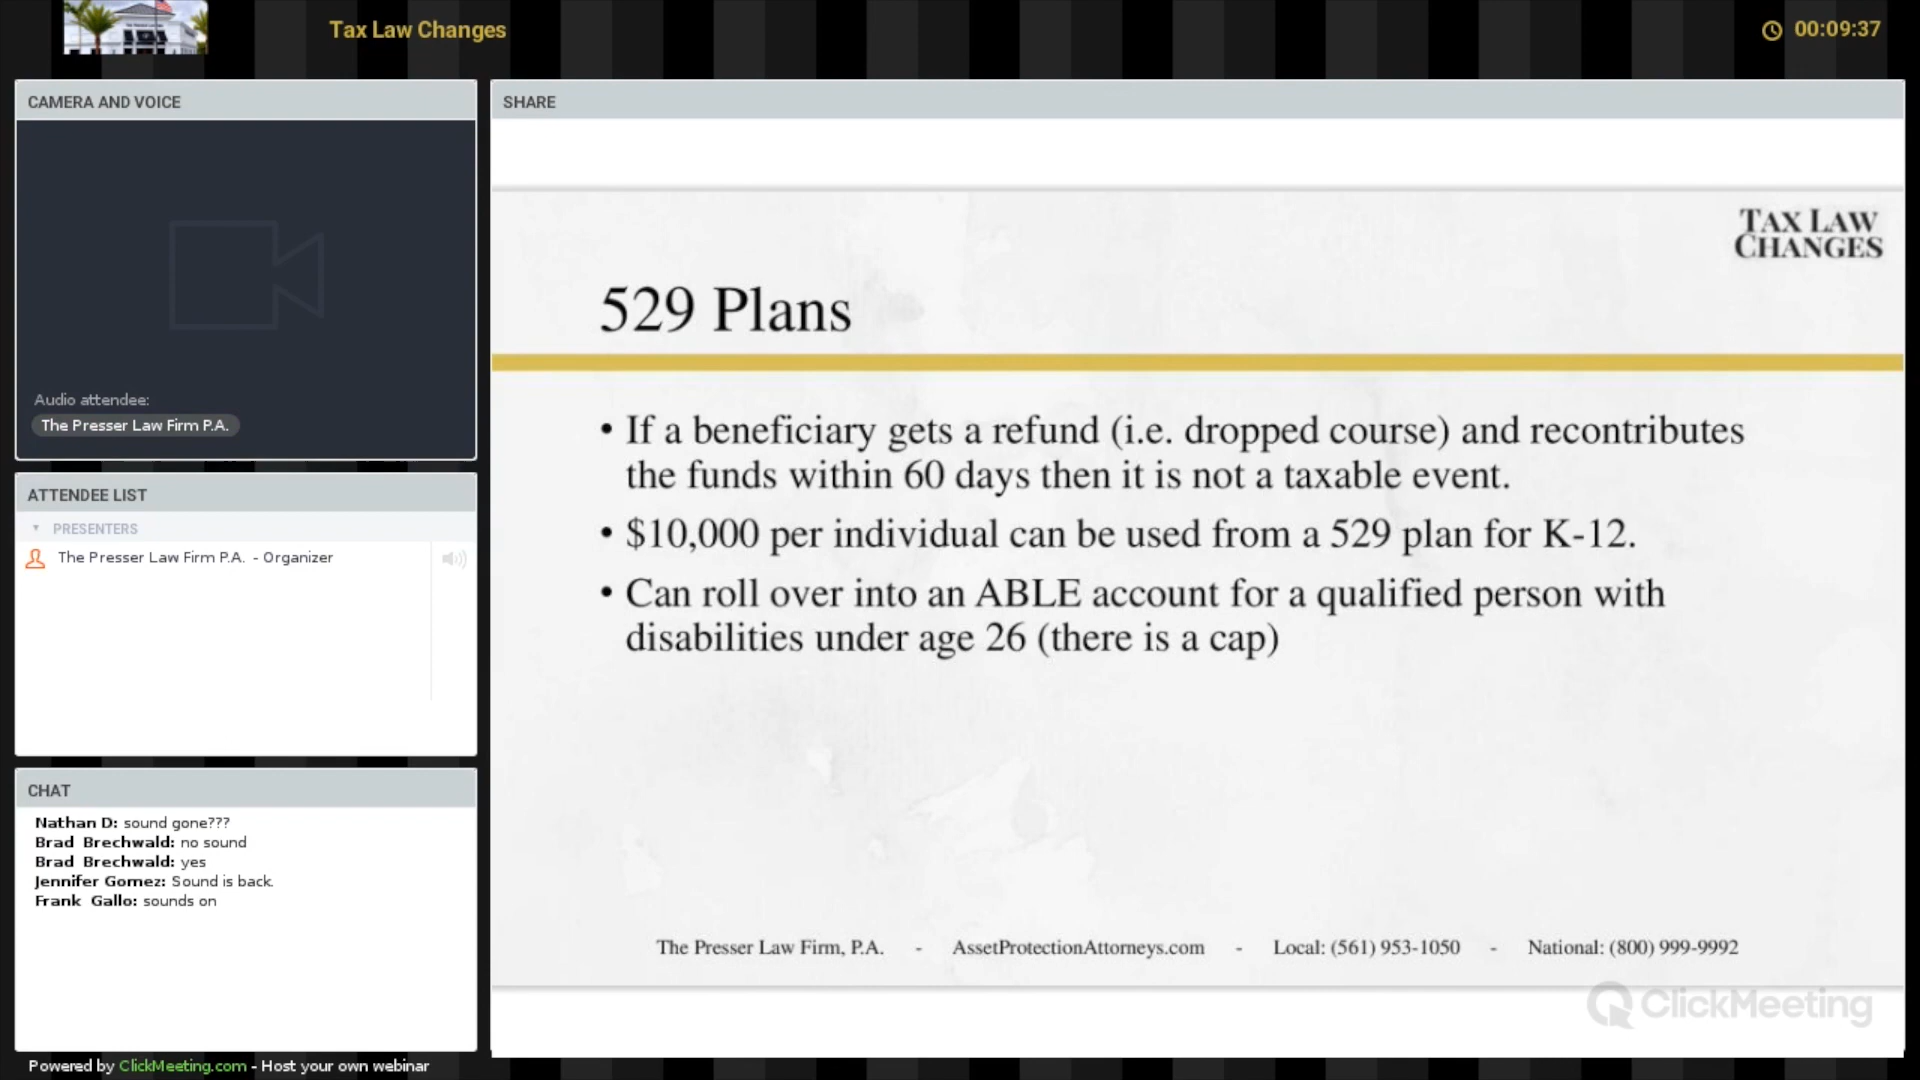 Tax Law Changes
00:09:37
CAMERA AND VOICE
Audio attendee:
The Presser Law Firm P.A.
ATTENDEE LIST
PRESENTERS
The Presser Law Firm P.A. - Organizer
CHAT
Nathan D: sound gone???
Brad Brechwald: no sound
Brad Brechwald: yes
Jennifer Gomez: Sound is back.
Frank Gallo: sounds on
Powered by ClickMeeting.com - Host your own webinar
SHARE
TAX LAW
CHANGES
529 Plans
• If a beneficiary gets a refund (i.e. dropped course) and recontributes
the funds within 60 days then it is not a taxable event.
• $10,000 per individual can be used from a 529 plan for K-12.
• Can roll over into an ABLE account for a qualified person with
disabilities under age 26 (there is a cap)
The Presser Law Firm, P.A. - AssetProtectionAttorneys.com - Local: (561) 953-1050 - National: (800) 999-9992
ClickMeeting